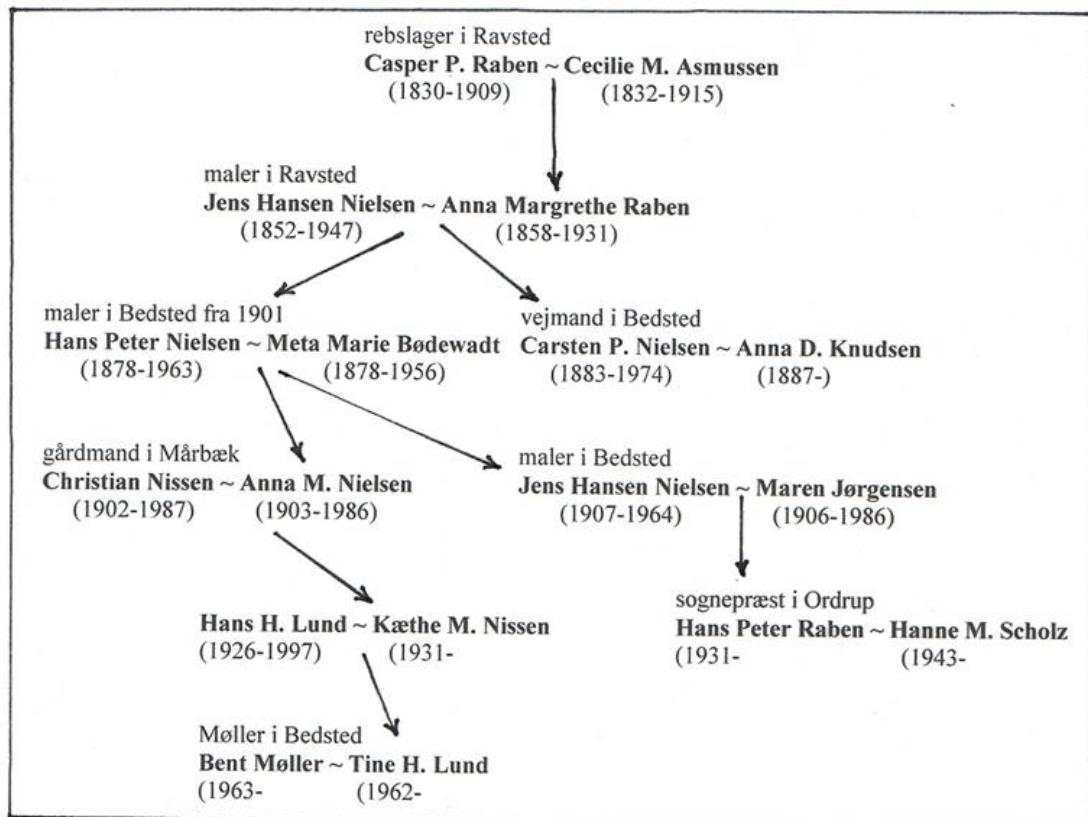 rebslager i Ravsted
Casper P. Raben ~ Cecilie M. Asmussen
(1830-1909) (1832-1915)
maler i Ravsted
Jens Hansen Nielsen ~ Anna Margrethe Raben
(1852-1947) (1858-1931)
maler i Bedsted fra 1901
Hans Peter Nielsen ~ Meta Marie Bødewadt
(1878-1963) (1878-1956)
vejmand i Bedsted
Carsten P. Nielsen ~ Anna D. Knudsen
(1883-1974) (1887-)
gårdmand i Mårbæk
Christian Nissen ~ Anna M. Nielsen
(1902-1987) (1903-1986)
maler i Bedsted
Jens Hansen Nielsen ~ Maren Jørgensen
(1907-1964) (1906-1986)
Hans H. Lund ~ Kæthe M. Nissen
(1926-1997) (1931-
sognepræst i Ordrup
Hans Peter Raben ~ Hanne M. Scholz
(1931- (1943-
Møller i Bedsted
Bent Møller ~ Tine H. Lund
(1963- (1962-